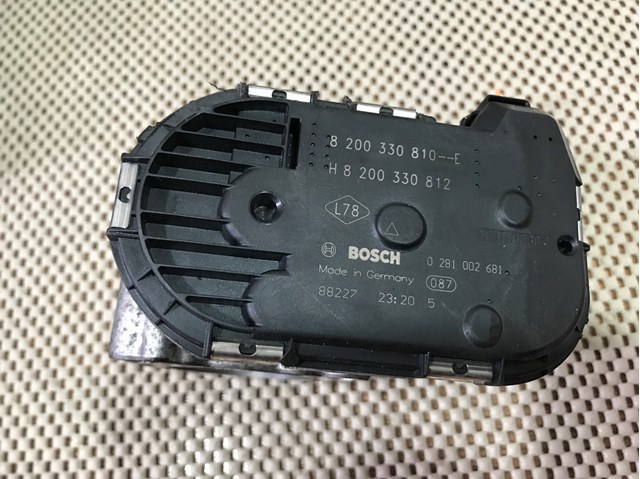 8 200 330 810--E
H 8 200 330 812
L78
BOSCH 0 281 002 681
Made in Germany 087
88227 23:20 5